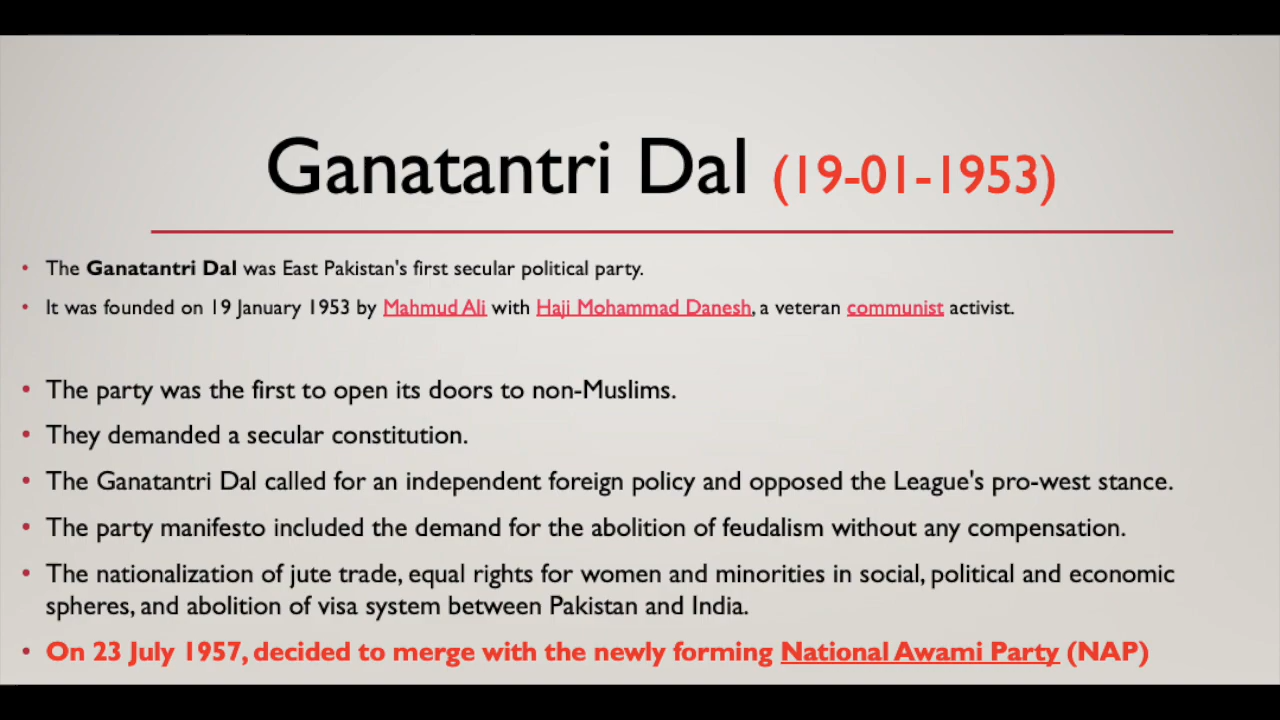 Ganatantri Dal (19-01-1953)
• The Ganatantri Dal was East Pakistan's first secular political party.
• It was founded on 19 January 1953 by Mahmud Ali with Haji Mohammad Danesh, a veteran communist activist.
• The party was the first to open its doors to non-Muslims.
• They demanded a secular constitution.
• The Ganatantri Dal called for an independent foreign policy and opposed the League's pro-west stance.
• The party manifesto included the demand for the abolition of feudalism without any compensation.
• The nationalization of jute trade, equal rights for women and minorities in social, political and economic
spheres, and abolition of visa system between Pakistan and India.
• On 23 July 1957, decided to merge with the newly forming National Awami Party (NAP)